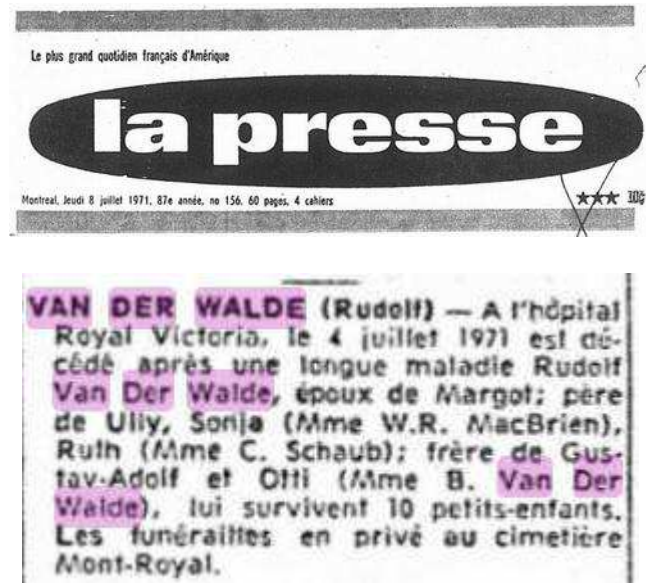 Le plus grand quotidien français d'Amérique
la presse
Montreal, Jeudi 8 juillet 1971, 87e année, no 156, 60 pages, 4 cahiers
★★★ 10¢
VAN DER WALDE (Rudolf) — A l'hôpital
Royal Victoria, le 4 juillet 1971 est dé-
cédé après une longue maladie Rudolf
Van Der Walde, époux de Margot; père
de Ully, Sonja (Mme W.R. MacBrien),
Ruth (Mme C. Schaub); frère de Gus-
tav-Adolf et Otti (Mme B. Van Der
Walde), lui survivent 10 petits-enfants.
Les funérailles en privé au cimetière
Mont-Royal.